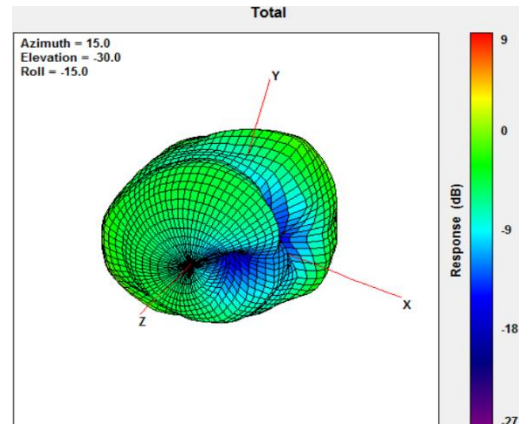 Total
Azimuth = 15.0
Elevation = -30.0
Roll = -15.0
Y
X
Z
9
0
-9
-18
-27
Response (dB)